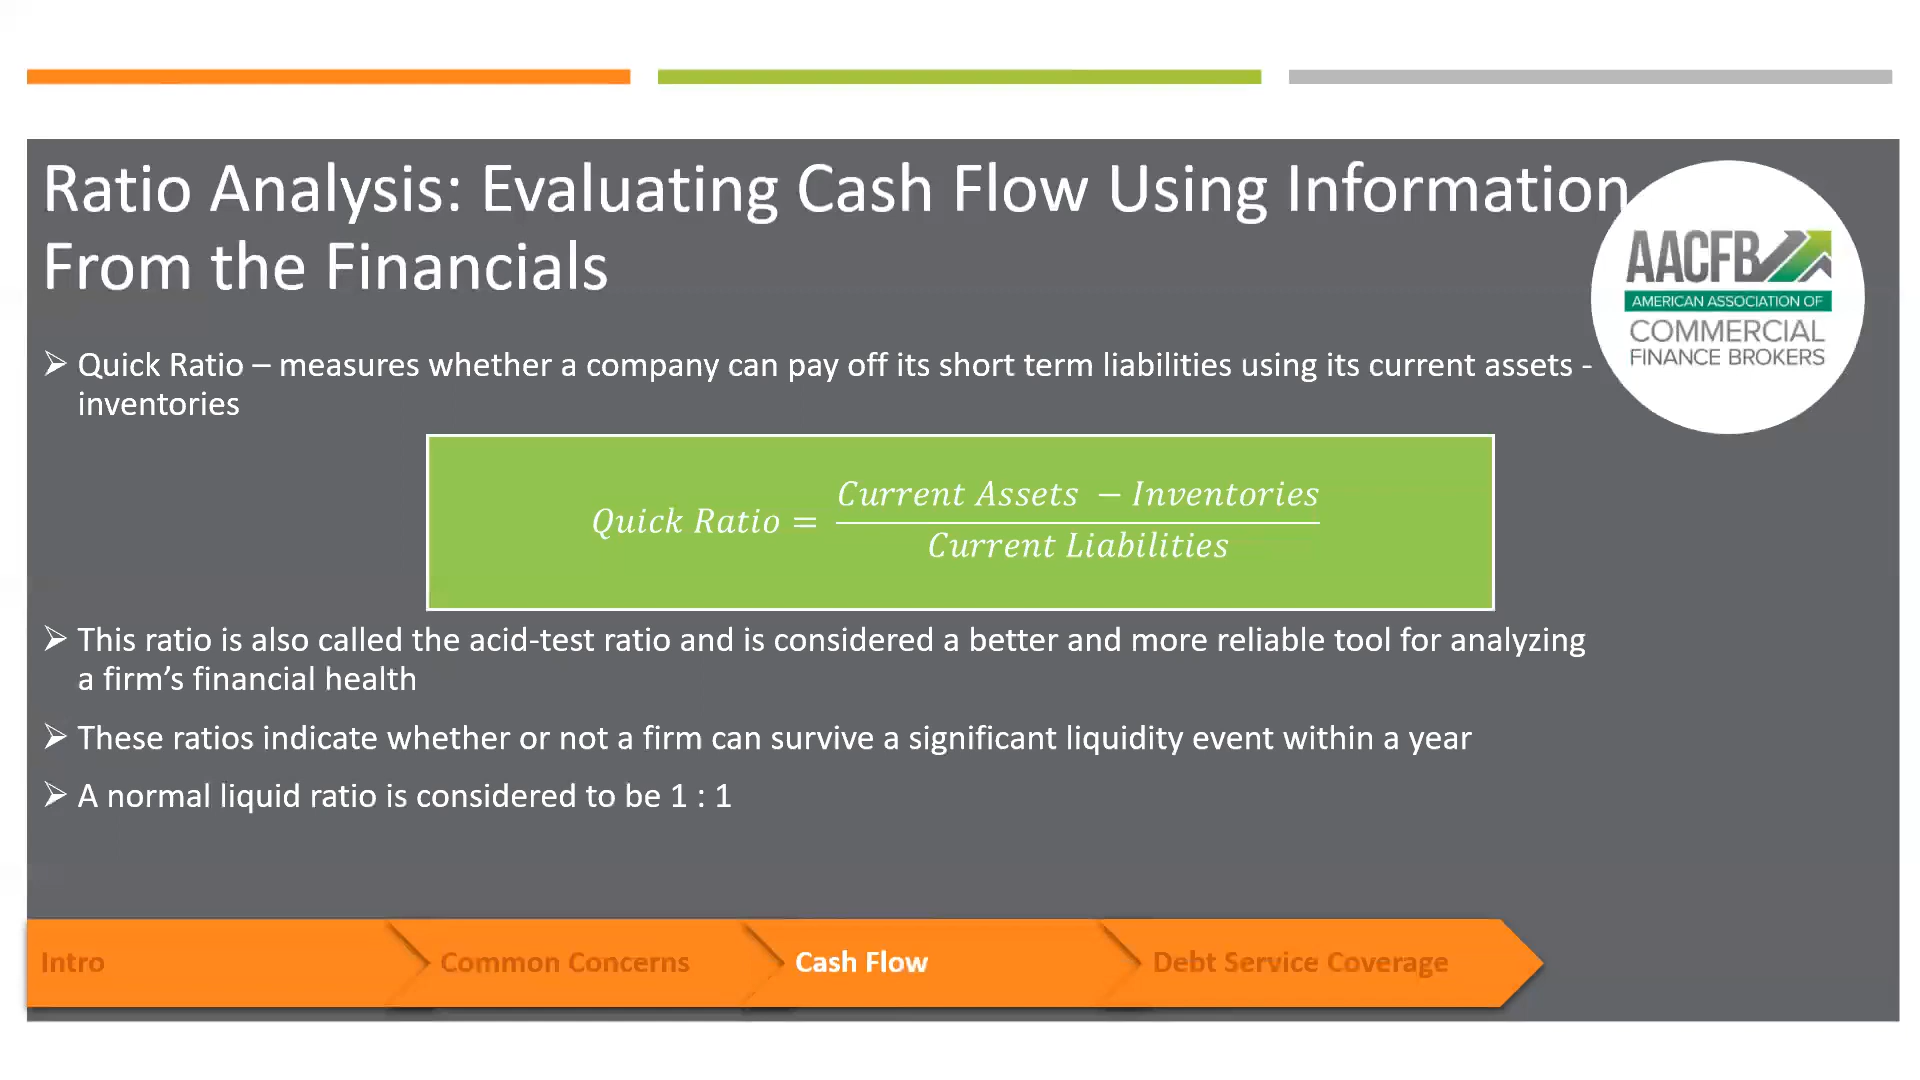 Ratio Analysis: Evaluating Cash Flow Using Information
From the Financials
AACFB
AMERICAN ASSOCIATION OF
COMMERCIAL
FINANCE BROKERS
➢ Quick Ratio – measures whether a company can pay off its short term liabilities using its current assets -
inventories
Quick Ratio = (Current Assets − Inventories) / (Current Liabilities)
➢ This ratio is also called the acid-test ratio and is considered a better and more reliable tool for analyzing
a firm’s financial health
➢ These ratios indicate whether or not a firm can survive a significant liquidity event within a year
➢ A normal liquid ratio is considered to be 1 : 1
Intro
Common Concerns
Cash Flow
Debt Service Coverage